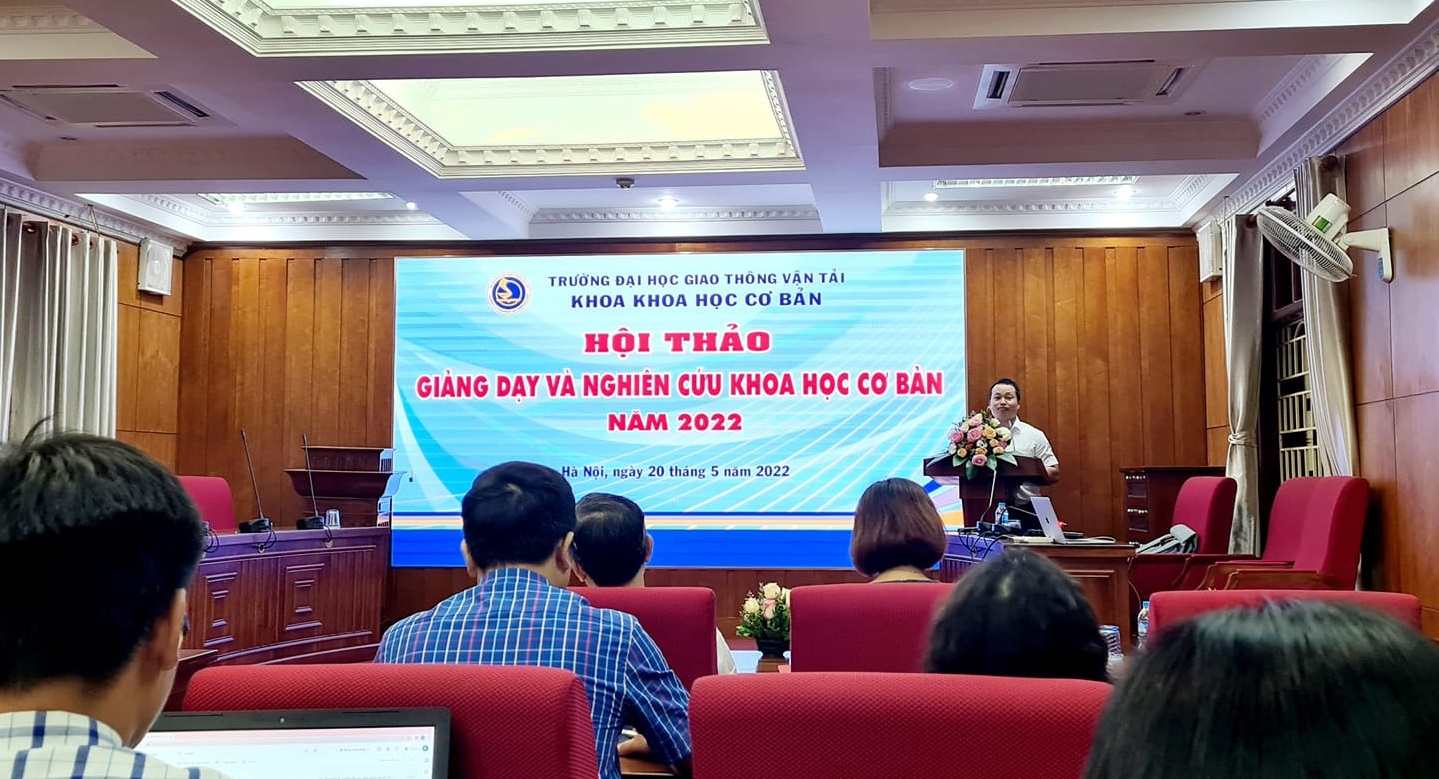 TRƯỜNG ĐẠI HỌC GIAO THÔNG VẬN TẢI
KHOA KHOA HỌC CƠ BẢN
HỘI THẢO
GIẢNG DẠY VÀ NGHIÊN CỨU KHOA HỌC CƠ BẢN
NĂM 2022
Hà Nội, ngày 20 tháng 5 năm 2022